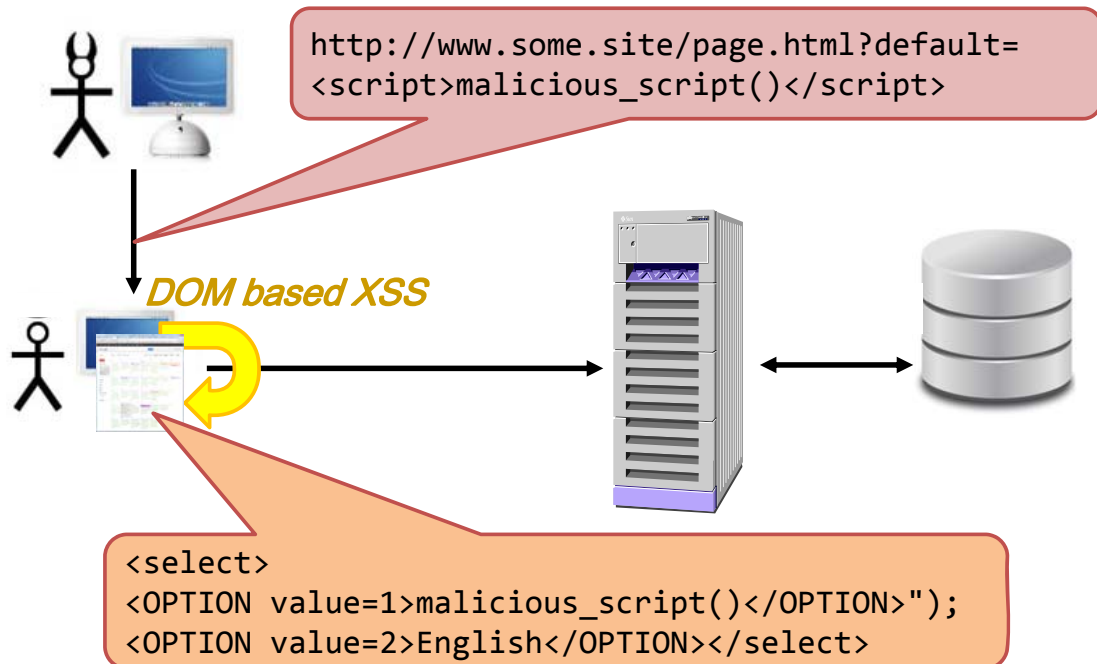 http://www.some.site/page.html?default=
<script>malicious_script()</script>
DOM based XSS
<select>
<OPTION value=1>malicious_script()</OPTION>");
<OPTION value=2>English</OPTION></select>